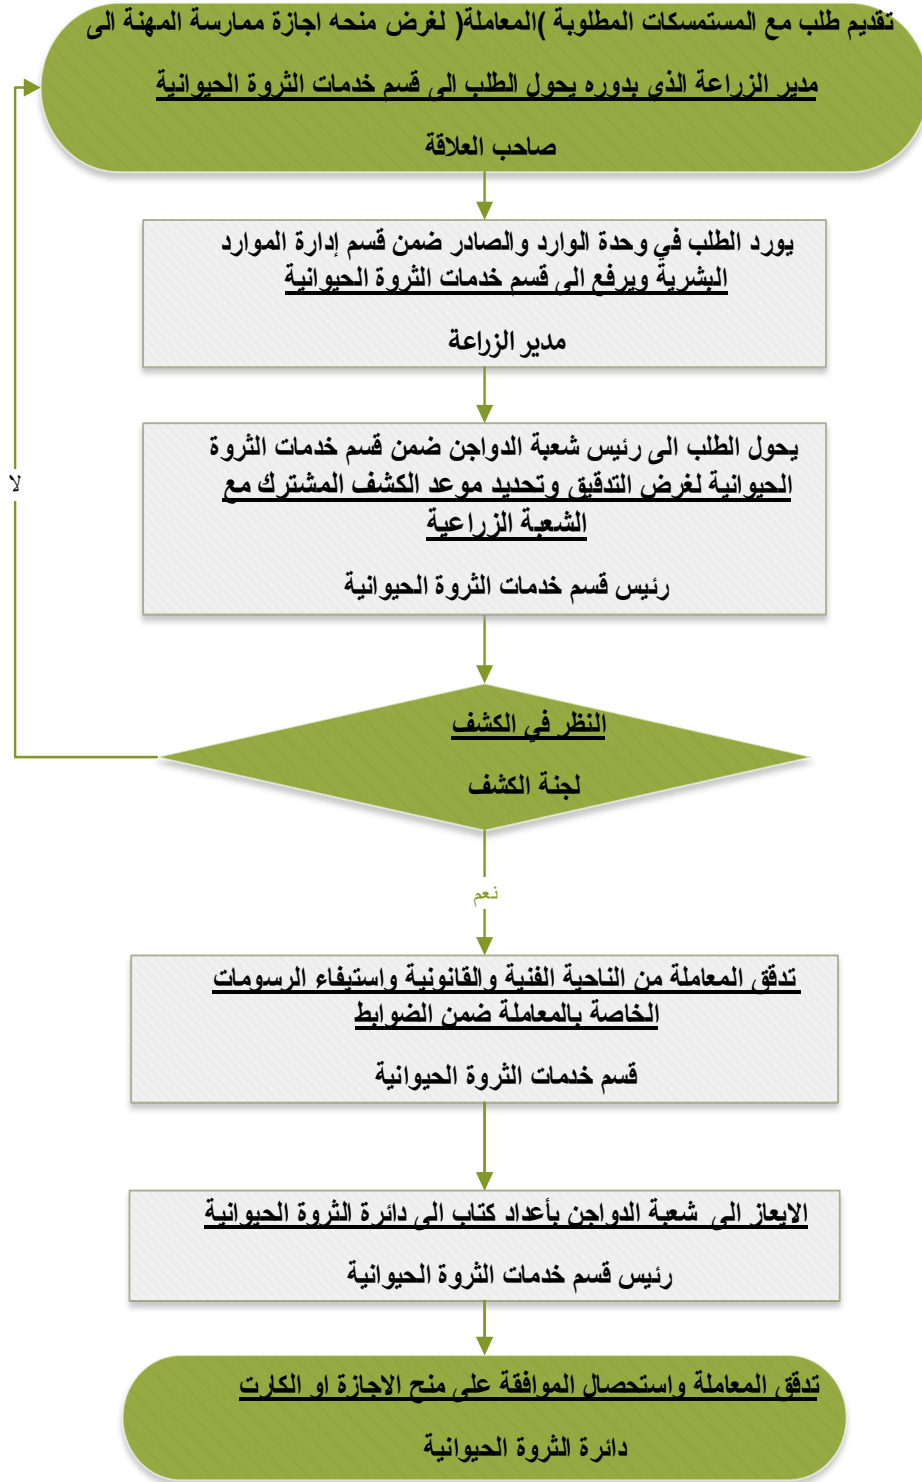 تقديم طلب مع المستمسكات المطلوبة )المعاملة( لغرض منحه اجازة ممارسة المهنة الى
مدير الزراعة الذي بدوره يحول الطلب الى قسم خدمات الثروة الحيوانية
صاحب العلاقة
يورد الطلب في وحدة الوارد والصادر ضمن قسم إدارة الموارد
البشرية ويرفع الى قسم خدمات الثروة الحيوانية
مدير الزراعة
يحول الطلب الى رئيس شعبة الدواجن ضمن قسم خدمات الثروة
الحيوانية لغرض التدقيق وتحديد موعد الكشف المشترك مع
الشعبة الزراعية
رئيس قسم خدمات الثروة الحيوانية
لا
النظر في الكشف
لجنة الكشف
نعم
تدقق المعاملة من الناحية الفنية والقانونية واستيفاء الرسومات
الخاصة بالمعاملة ضمن الضوابط
قسم خدمات الثروة الحيوانية
الايعاز الى شعبة الدواجن بأعداد كتاب الى دائرة الثروة الحيوانية
رئيس قسم خدمات الثروة الحيوانية
تدقق المعاملة واستحصال الموافقة على منح الاجازة او الكارت
دائرة الثروة الحيوانية